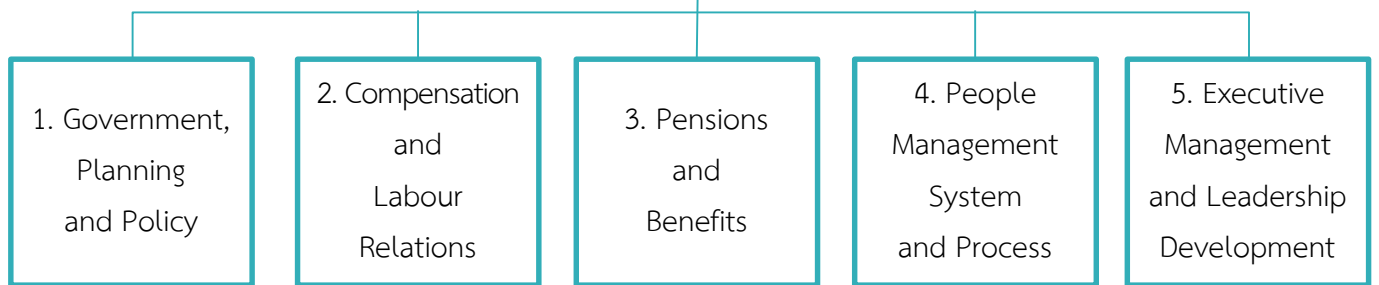 1. Government,
Planning
and Policy
2. Compensation
and
Labour
Relations
3. Pensions
and
Benefits
4. People
Management
System
and Process
5. Executive
Management
and Leadership
Development